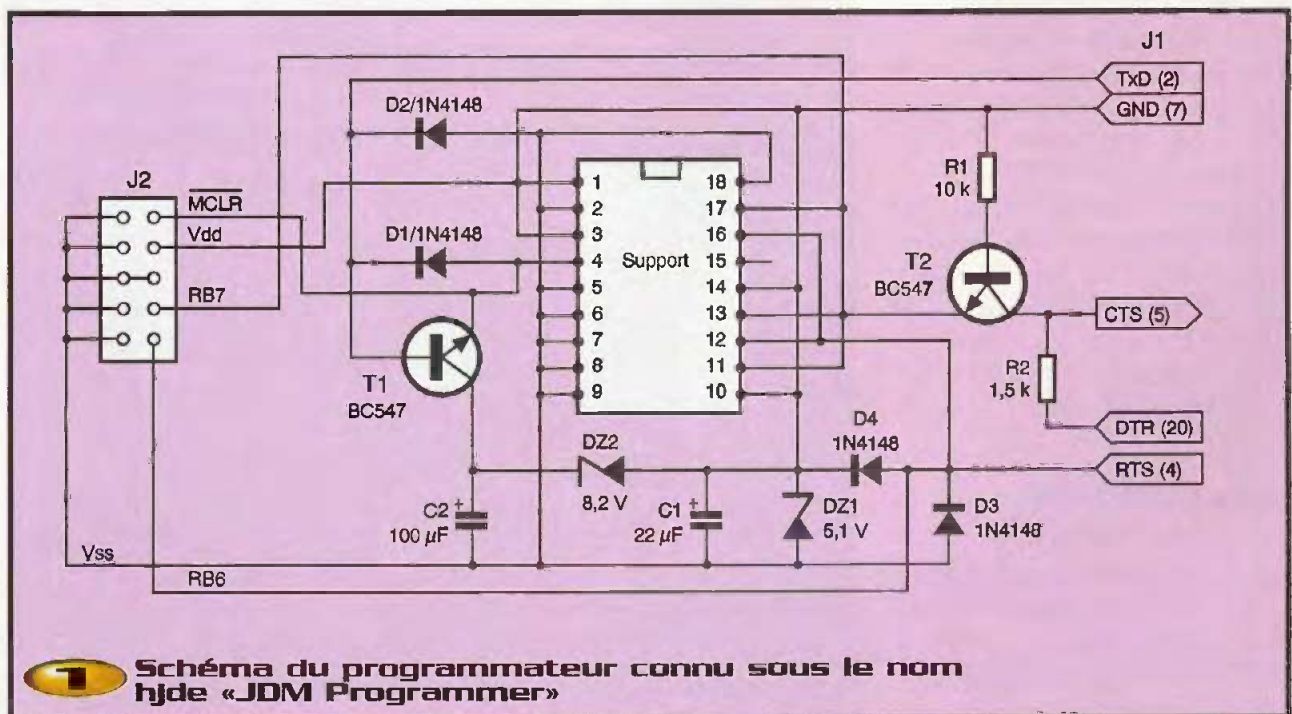 J1
TxD (2)
GND (7)
D2/1N4148
R1
10 k
J2
MCLR
Vdd
D1/1N4148
RB7
1
2
3
4
5
6
7
8
9
Support
18
17
16
15
14
13
12
11
10
T2
BC547
CTS (5)
R2
1,5 k
DTR (20)
RTS (4)
T1
BC547
DZ2
8,2 V
D4
1N4148
C2
+
100 µF
C1
+
22 µF
DZ1
5,1 V
D3
1N4148
Vss
RB6
1
Schéma du programmateur connu sous le nom
hjde «JDM Programmer»